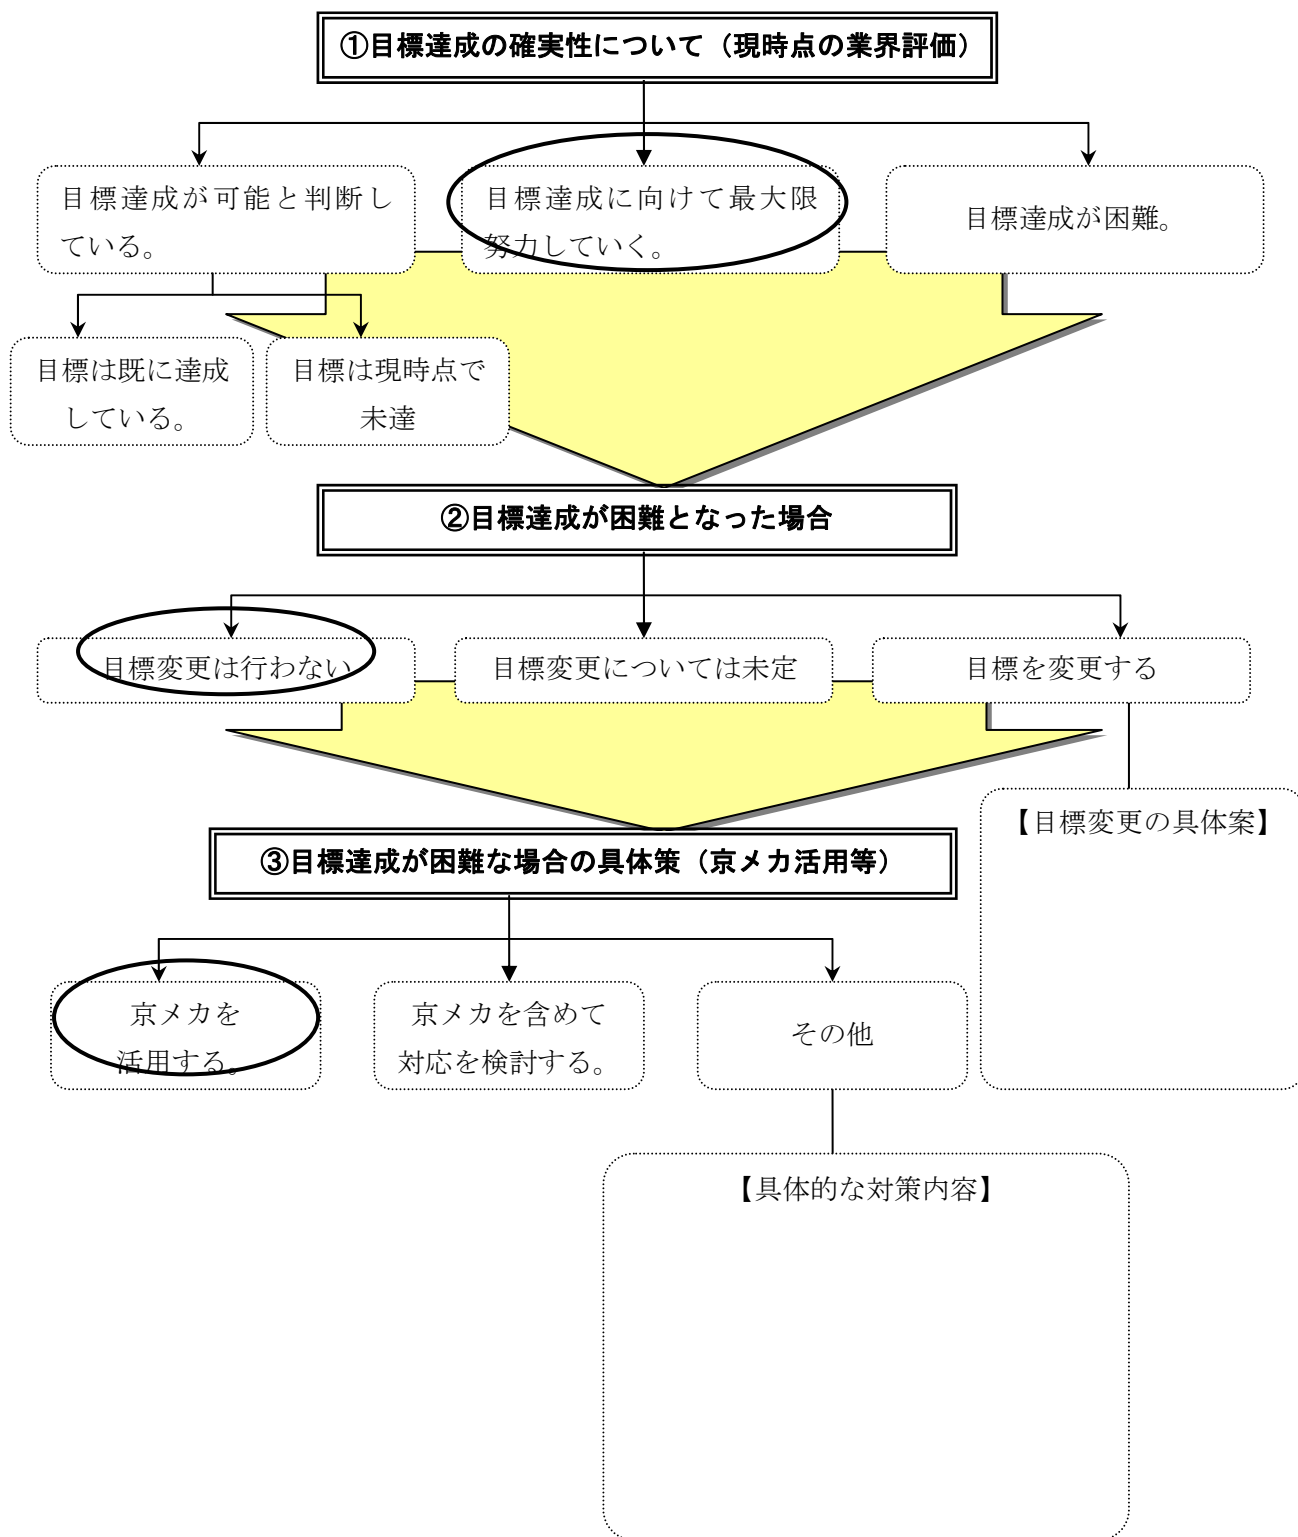 ①目標達成の確実性について（現時点の業界評価）
目標達成が可能と判断し
ている。
目標達成に向けて最大限
努力していく。
目標達成が困難。
目標は既に達成
している。
目標は現時点で
未達
②目標達成が困難となった場合
目標変更は行わない
目標変更については未定
目標を変更する
【目標変更の具体案】
③目標達成が困難な場合の具体策（京メカ活用等）
京メカを
活用する。
京メカを含めて
対応を検討する。
その他
【具体的な対策内容】